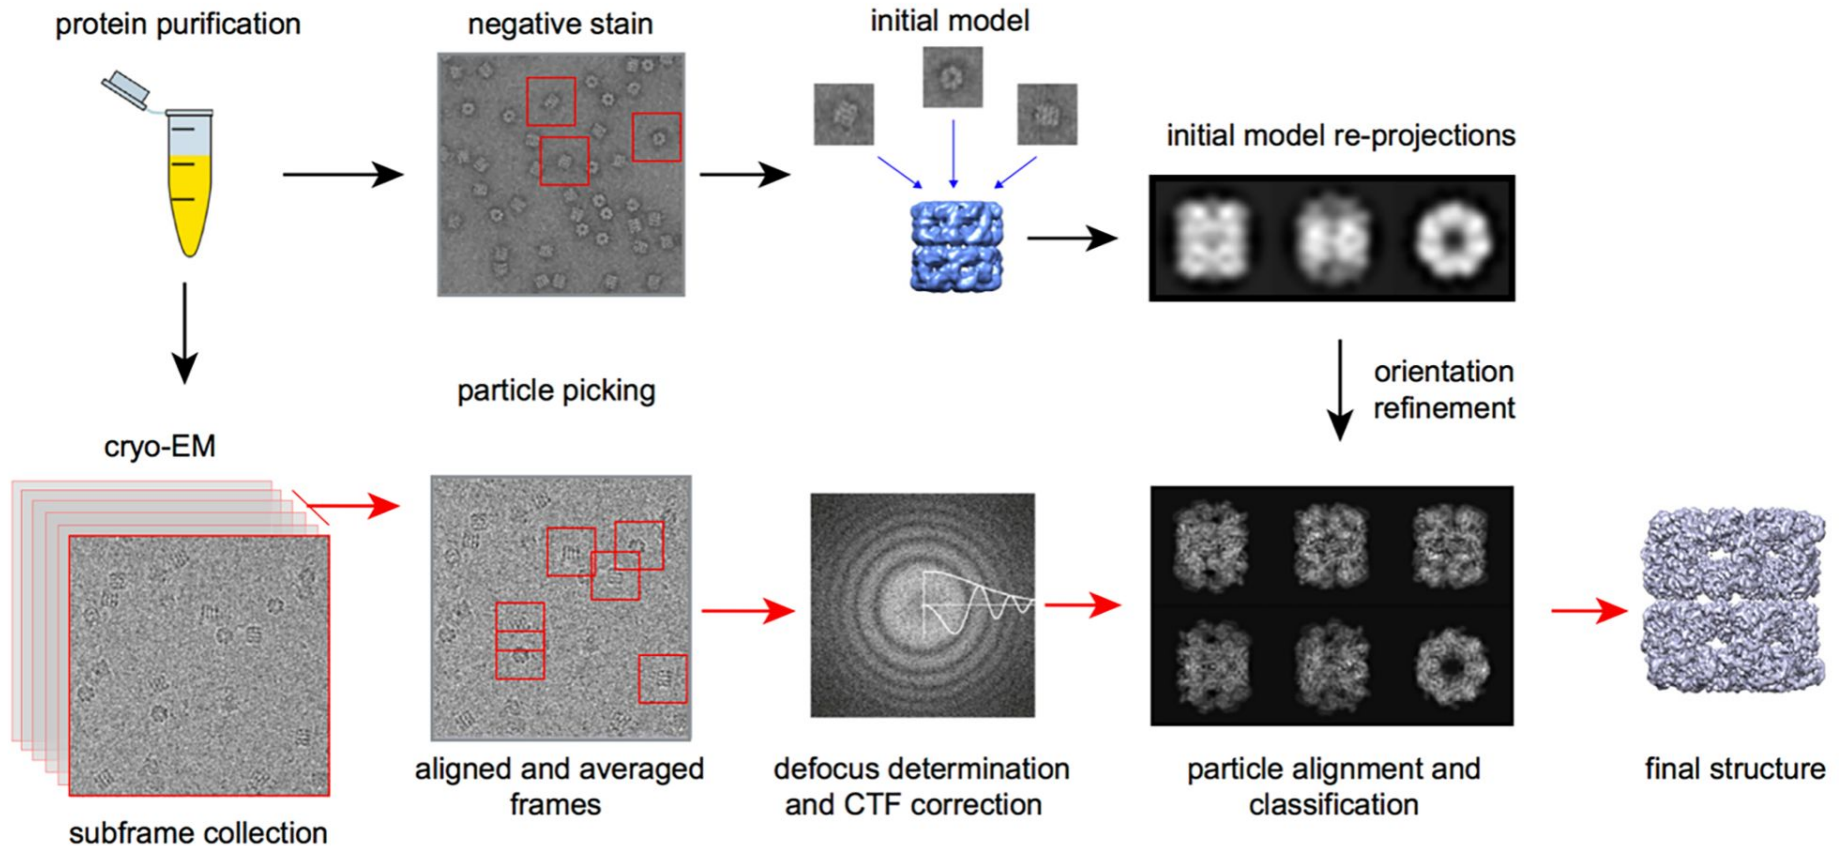 protein purification
negative stain
initial model
initial model re-projections
orientation
refinement
particle picking
cryo-EM
subframe collection
aligned and averaged
frames
defocus determination
and CTF correction
particle alignment and
classification
final structure